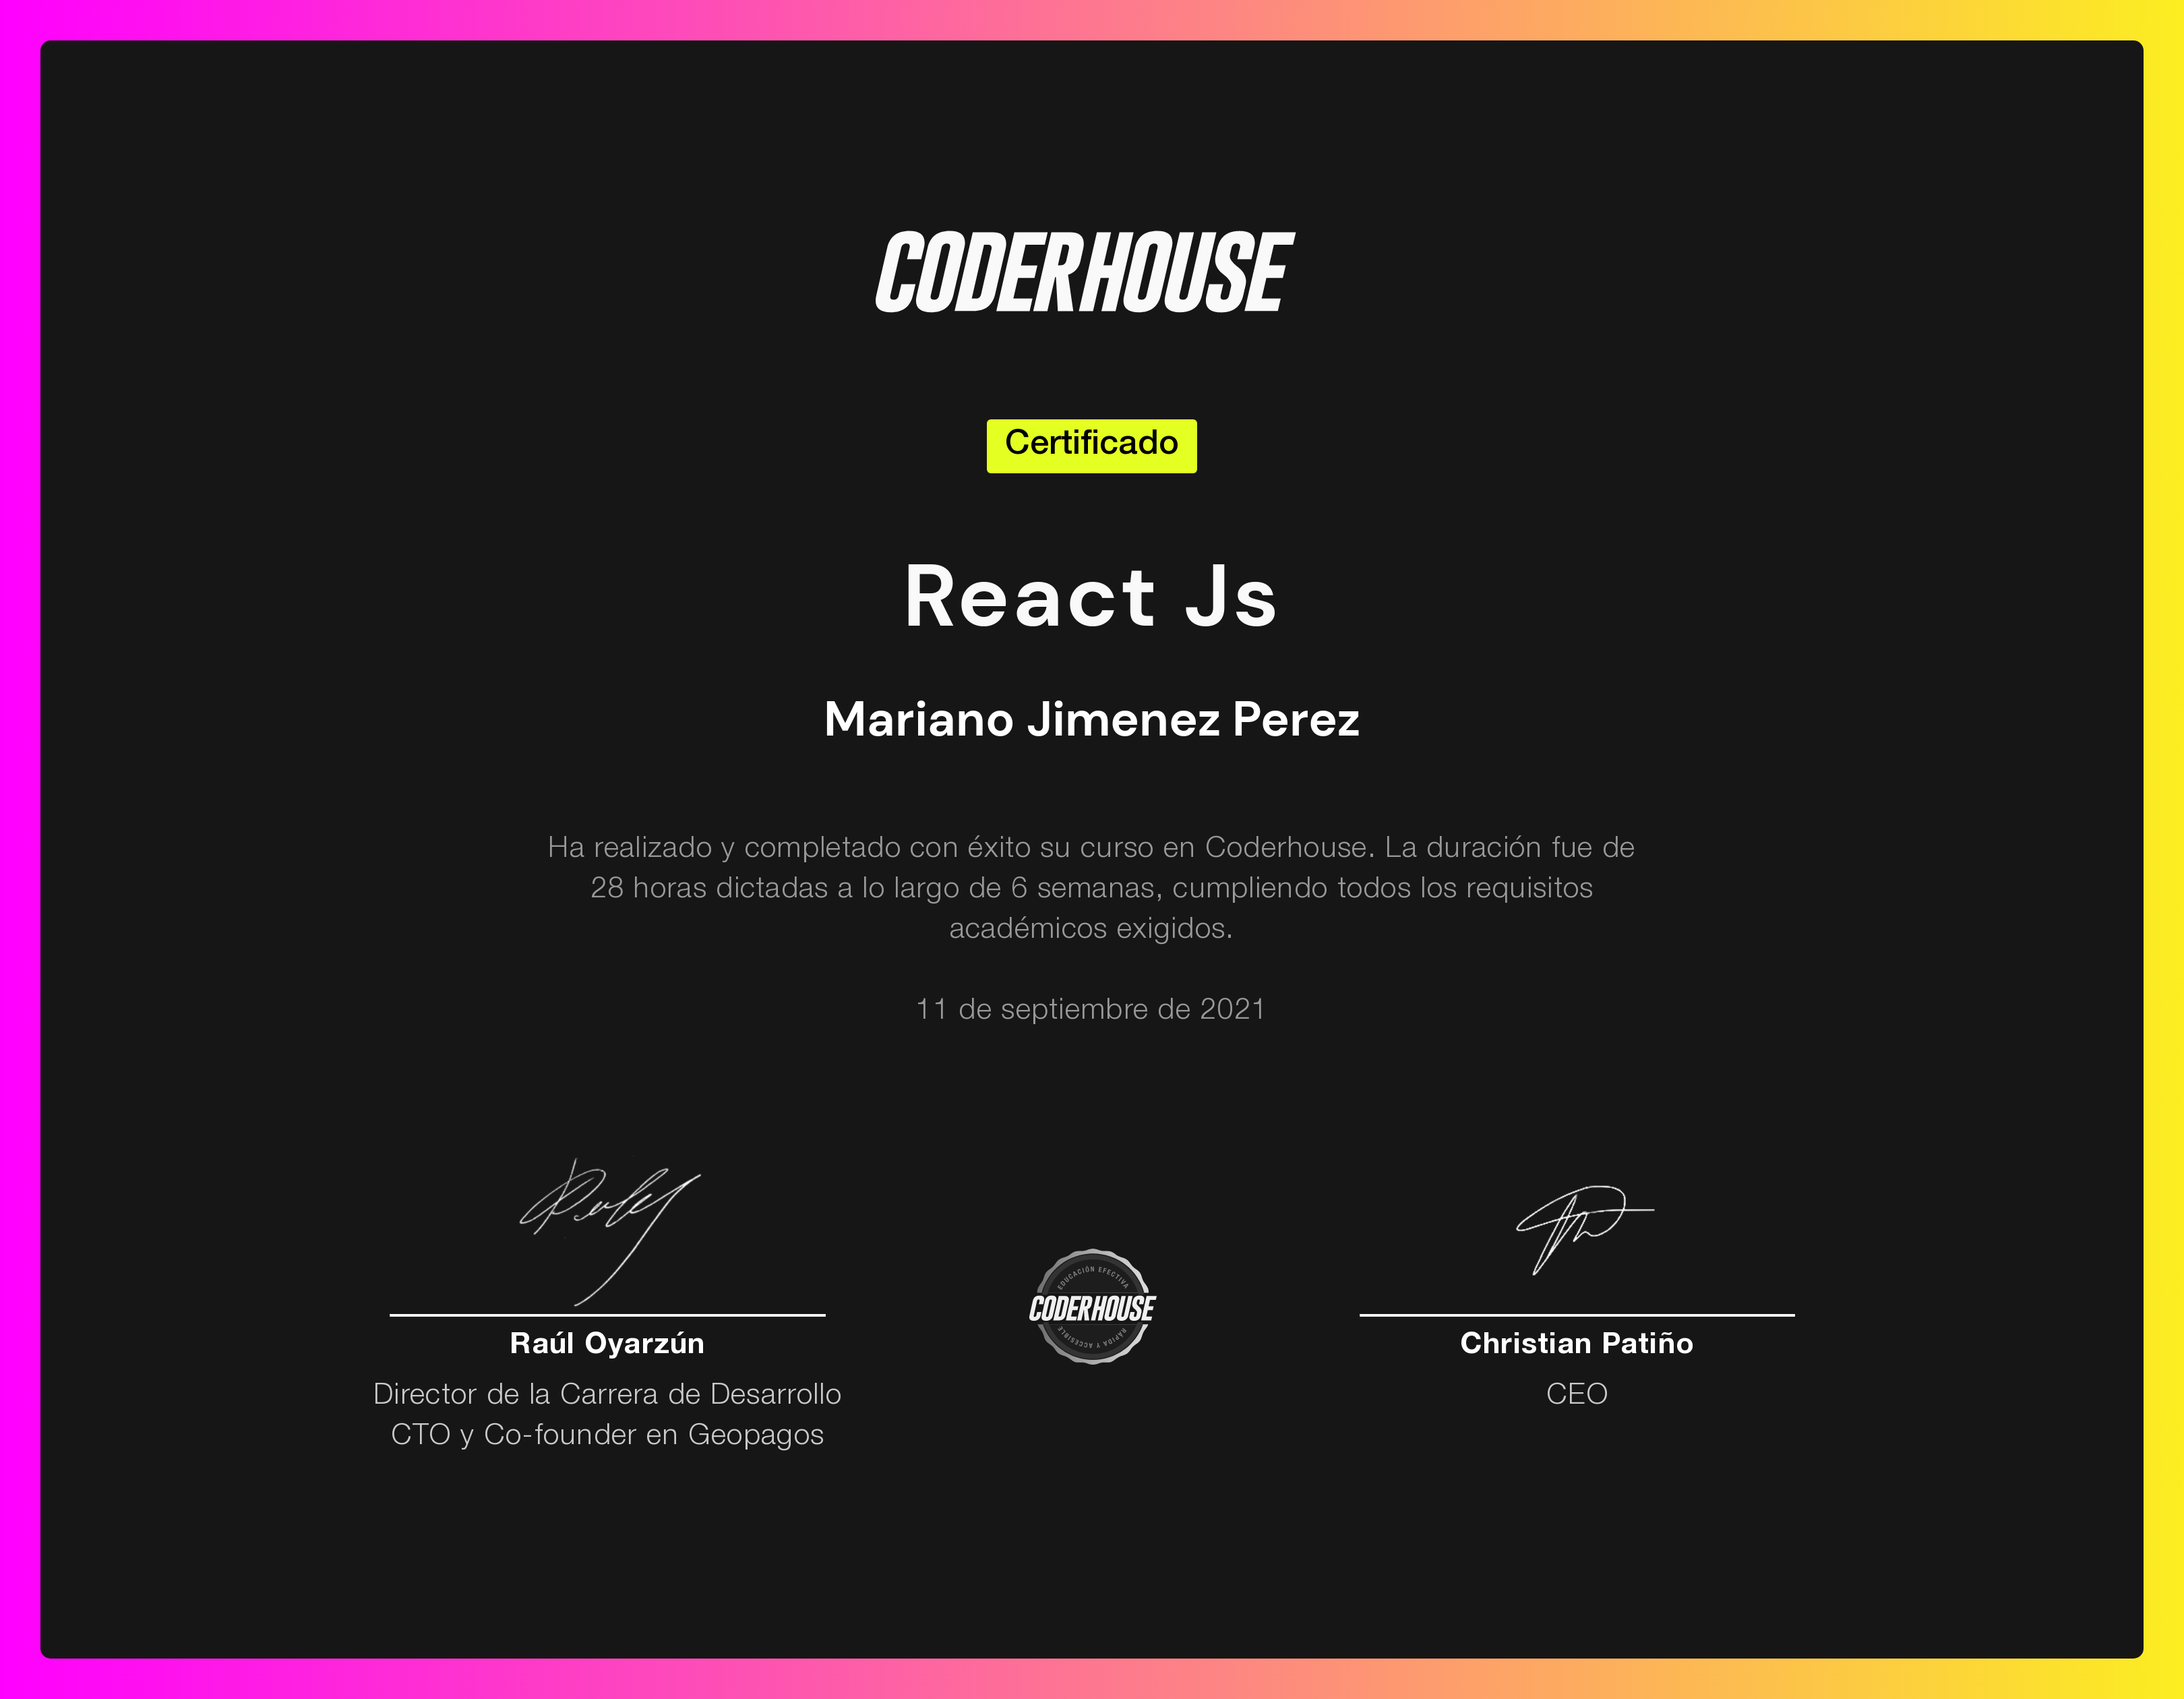 CODERHOUSE
Certificado
React Js
Mariano Jimenez Perez
Ha realizado y completado con éxito su curso en Coderhouse. La duración fue de
28 horas dictadas a lo largo de 6 semanas, cumpliendo todos los requisitos
académicos exigidos.
11 de septiembre de 2021
Raúl Oyarzún
Director de la Carrera de Desarrollo
CTO y Co-founder en Geopagos
EDUCACIÓN EFECTIVA
CODERHOUSE
RÁPIDA Y ACCESIBLE
Christian Patiño
CEO